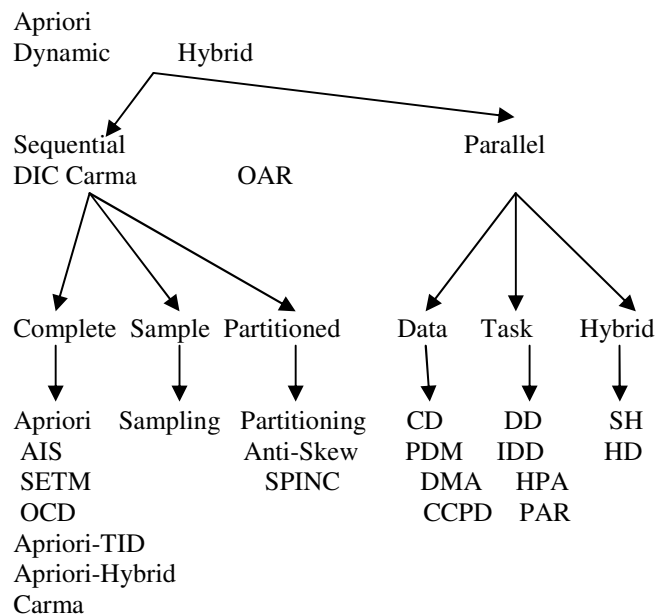 Apriori
Dynamic Hybrid
Sequential Parallel
DIC Carma OAR
Complete Sample Partitioned Data Task Hybrid
Apriori Sampling Partitioning CD DD SH
AIS Anti-Skew PDM IDD HD
SETM SPINC DMA HPA
OCD CCPD PAR
Apriori-TID
Apriori-Hybrid
Carma